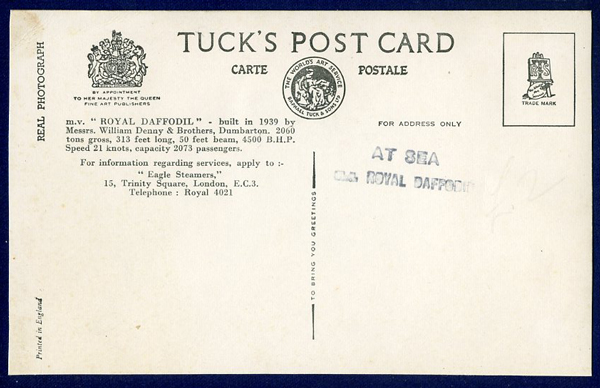 TUCK'S POST CARD
CARTE POSTALE
THE WORLD'S ART SERVICE
RAPHAEL TUCK & SONS LTD
BY APPOINTMENT
TO HER MAJESTY THE QUEEN
FINE ART PUBLISHERS
TRADE MARK
REAL PHOTOGRAPH
m.v. " ROYAL DAFFODIL " - built in 1939 by
Messrs. William Denny & Brothers, Dumbarton. 2060
tons gross, 313 feet long, 50 feet beam, 4500 B.H.P.
Speed 21 knots, capacity 2073 passengers.
For information regarding services, apply to :-
" Eagle Steamers,"
15, Trinity Square, London, E.C.3.
Telephone : Royal 4021
FOR ADDRESS ONLY
AT SEA
ROYAL DAFFODIL
TO BRING YOU GREETINGS
Printed in England